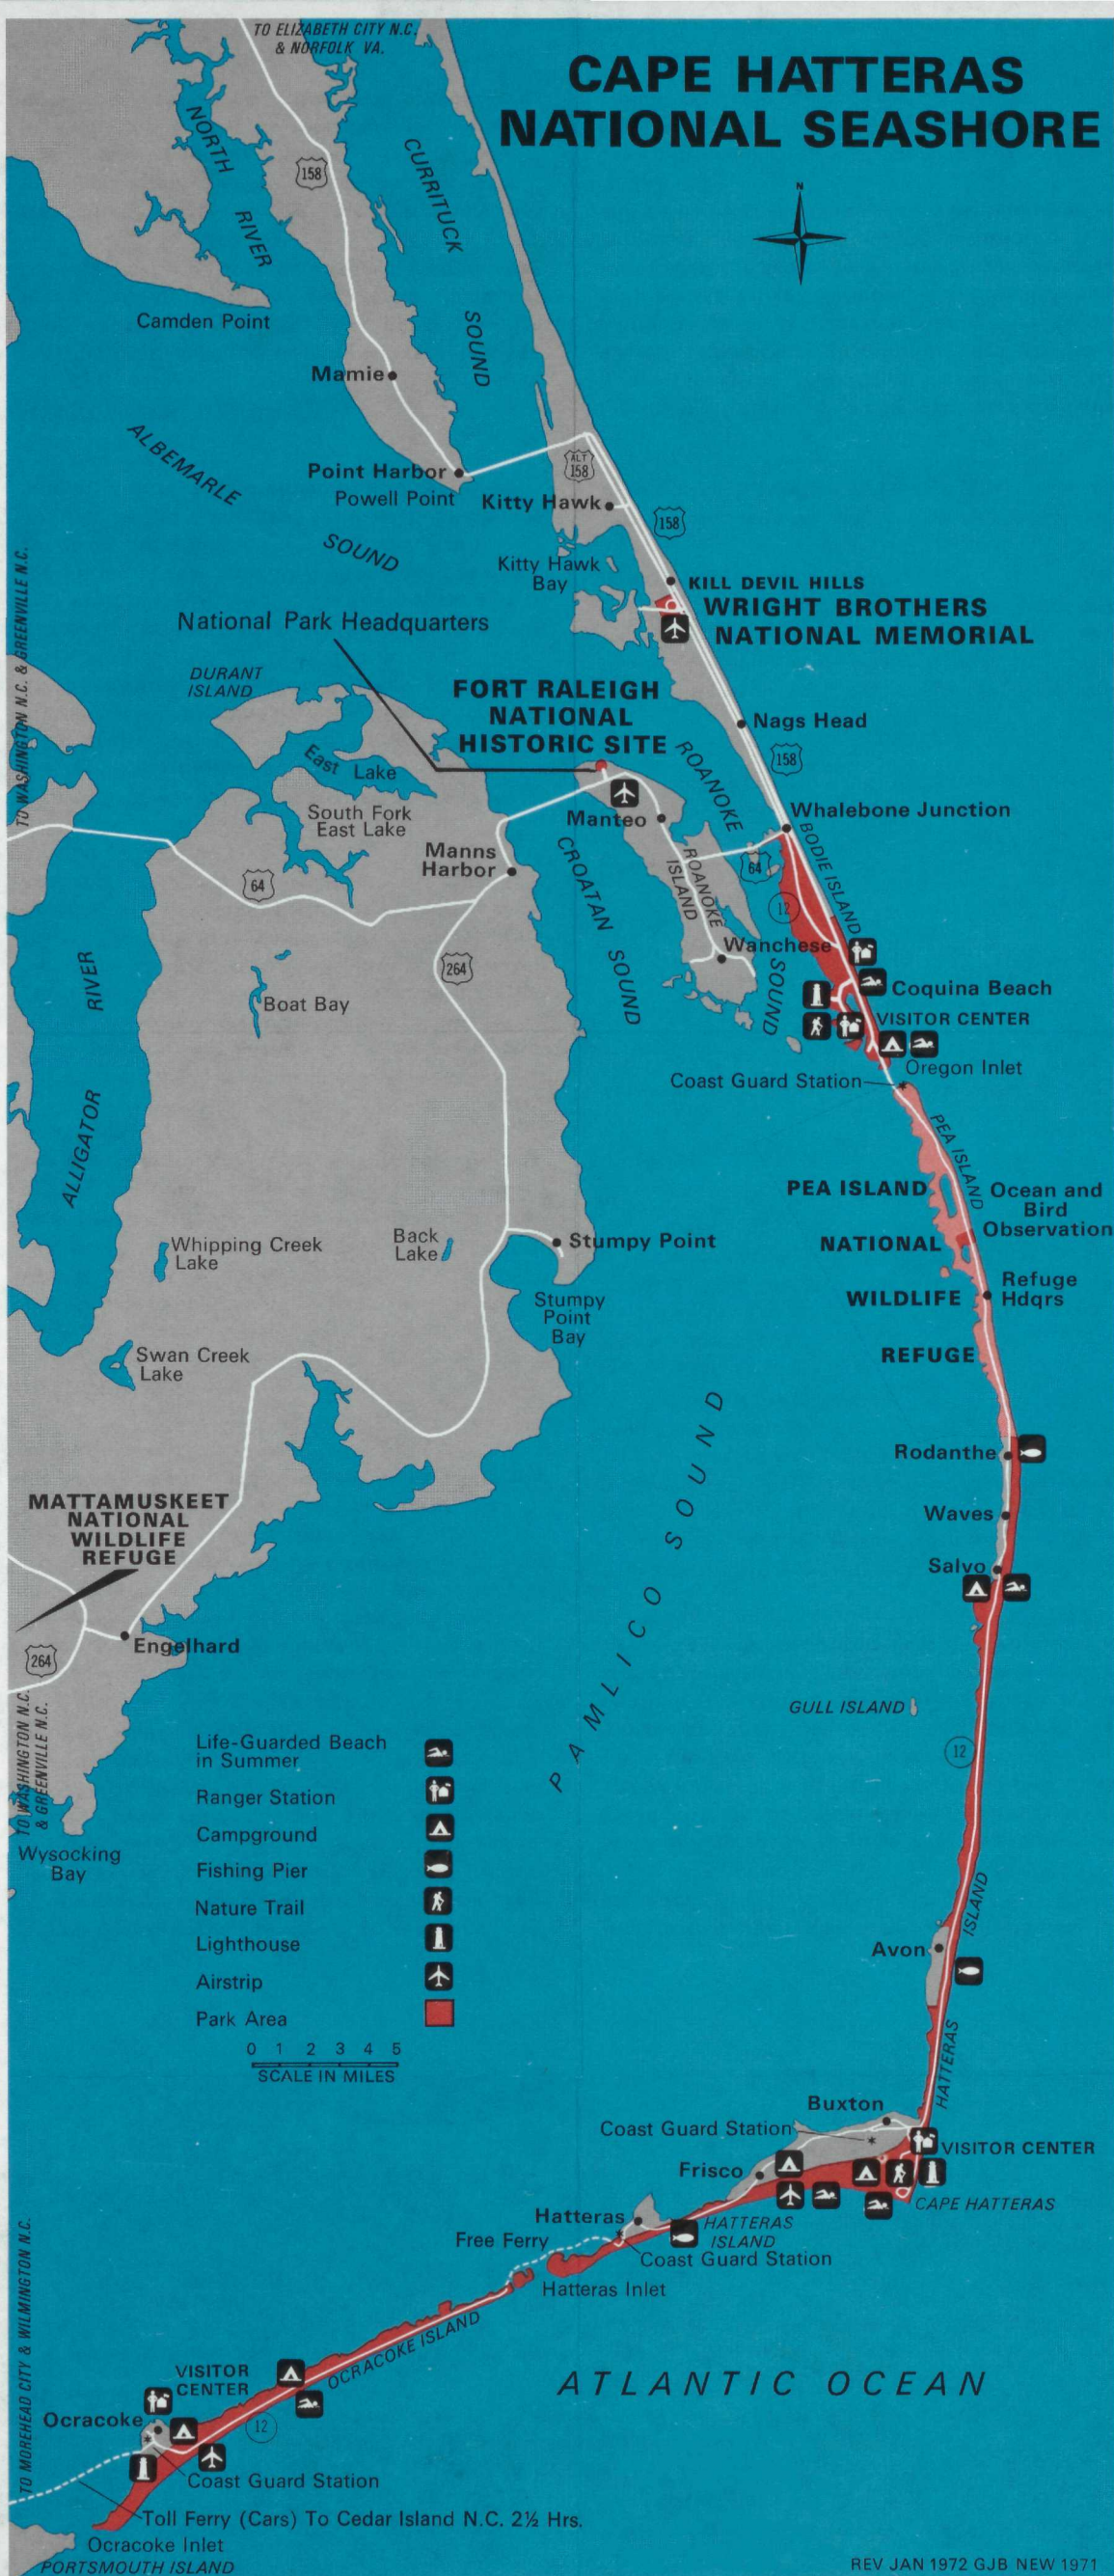 TO ELIZABETH CITY N.C.
& NORFOLK VA.
CAPE HATTERAS
NATIONAL SEASHORE
N
NORTH
RIVER
158
CURRITUCK
SOUND
Camden Point
Mamie
ALBEMARLE
SOUND
Point Harbor
Powell Point
ALT
158
Kitty Hawk
158
Kitty Hawk
Bay
KILL DEVIL HILLS
WRIGHT BROTHERS
NATIONAL MEMORIAL
National Park Headquarters
TO WASHINGTON N.C. & GREENVILLE N.C.
DURANT
ISLAND
FORT RALEIGH
NATIONAL
HISTORIC SITE
Nags Head
158
East Lake
South Fork
East Lake
ROANOKE
SOUND
Manteo
Whalebone Junction
BODIE ISLAND
Manns
Harbor
64
64
CROATAN SOUND
ROANOKE
ISLAND
12
264
Wanchese
Coquina Beach
VISITOR CENTER
Boat Bay
ALLIGATOR
RIVER
Oregon Inlet
Coast Guard Station
PEA ISLAND
PEA ISLAND
NATIONAL
WILDLIFE
REFUGE
Ocean and
Bird
Observation
Refuge
Hdqrs
Whipping Creek
Lake
Back
Lake
Stumpy Point
Stumpy
Point
Bay
Swan Creek
Lake
PAMLICO SOUND
Rodanthe
Waves
Salvo
MATTAMUSKEET
NATIONAL
WILDLIFE
REFUGE
Engelhard
264
TO WASHINGTON N.C.
& GREENVILLE N.C.
GULL ISLAND
12
Wysocking
Bay
Life-Guarded Beach
in Summer
Ranger Station
Campground
Fishing Pier
Nature Trail
Lighthouse
Airstrip
Park Area
0 1 2 3 4 5
SCALE IN MILES
Avon
HATTERAS ISLAND
Buxton
Coast Guard Station
VISITOR CENTER
Frisco
CAPE HATTERAS
Hatteras
HATTERAS
ISLAND
Free Ferry
Coast Guard Station
Hatteras Inlet
OCRACOKE ISLAND
ATLANTIC OCEAN
VISITOR
CENTER
Ocracoke
12
Coast Guard Station
TO MOREHEAD CITY & WILMINGTON N.C.
Toll Ferry (Cars) To Cedar Island N.C. 2½ Hrs.
Ocracoke Inlet
PORTSMOUTH ISLAND
REV JAN 1972 GJB NEW 1971